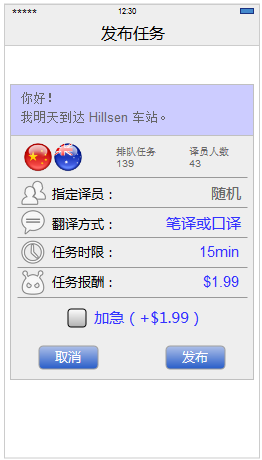 ***** 12:30
发布任务
你好！
我明天到达 Hillsen 车站。
排队任务 译员人数
139 43
指定译员： 随机
翻译方式： 笔译或口译
任务时限： 15min
任务报酬： $1.99
加急（+$1.99）
取消 发布